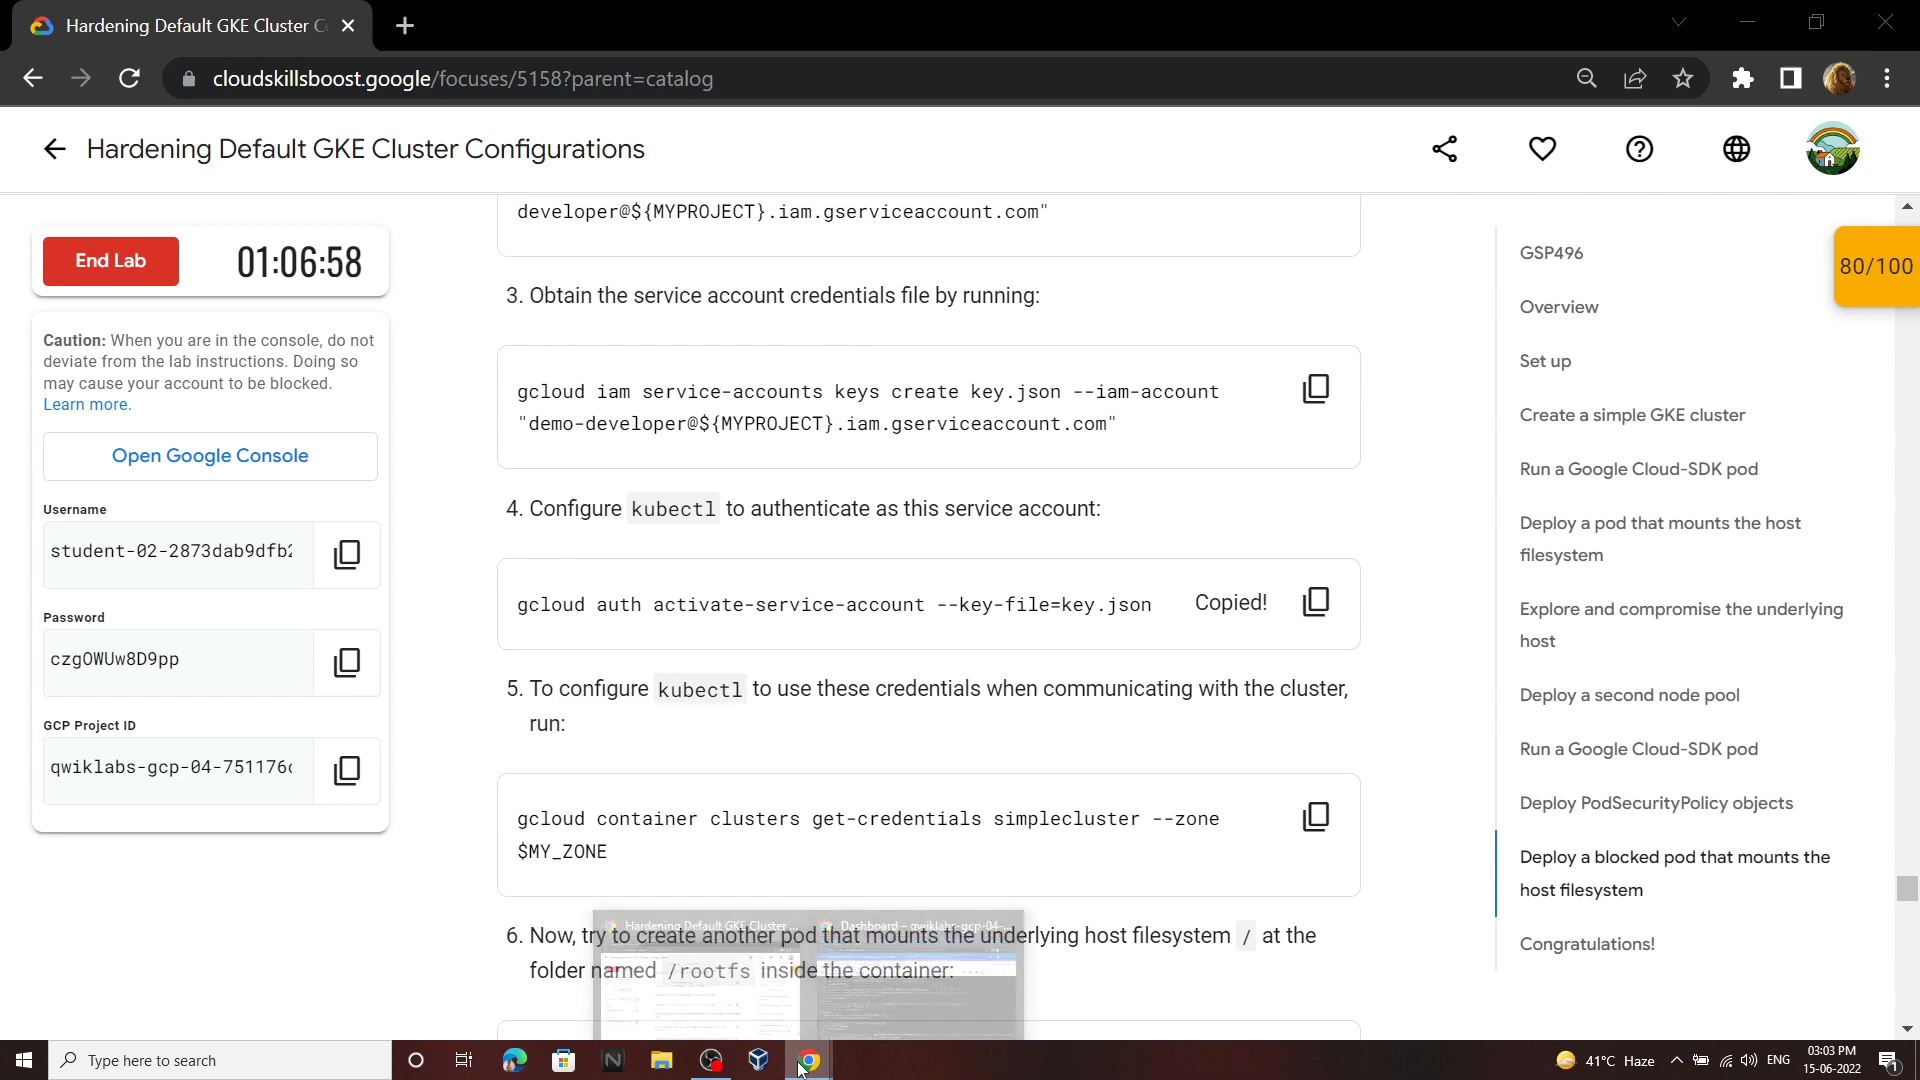 Hardening Default GKE Cluster C
cloudskillsboost.google/focuses/5158?parent=catalog
Hardening Default GKE Cluster Configurations
End Lab
01:06:58
Caution: When you are in the console, do not
deviate from the lab instructions. Doing so
may cause your account to be blocked.
Learn more.
Open Google Console
Username
student-02-2873dab9dfb2
Password
czgOWUw8D9pp
GCP Project ID
qwiklabs-gcp-04-751176c
developer@${MYPROJECT}.iam.gserviceaccount.com"
3. Obtain the service account credentials file by running:
gcloud iam service-accounts keys create key.json --iam-account
"demo-developer@${MYPROJECT}.iam.gserviceaccount.com"
4. Configure kubectl to authenticate as this service account:
gcloud auth activate-service-account --key-file=key.json
Copied!
5. To configure kubectl to use these credentials when communicating with the cluster,
run:
gcloud container clusters get-credentials simplecluster --zone
$MY_ZONE
6. Now, try to create another pod that mounts the underlying host filesystem / at the
folder named /rootfs inside the container:
Hardening Default GKE Cluster ...
Dashboard – qwiklabs-gcp-04-...
GSP496
Overview
Set up
Create a simple GKE cluster
Run a Google Cloud-SDK pod
Deploy a pod that mounts the host
filesystem
Explore and compromise the underlying
host
Deploy a second node pool
Run a Google Cloud-SDK pod
Deploy PodSecurityPolicy objects
Deploy a blocked pod that mounts the
host filesystem
Congratulations!
80/100
Type here to search
41°C Haze
ENG
03:03 PM
15-06-2022
1